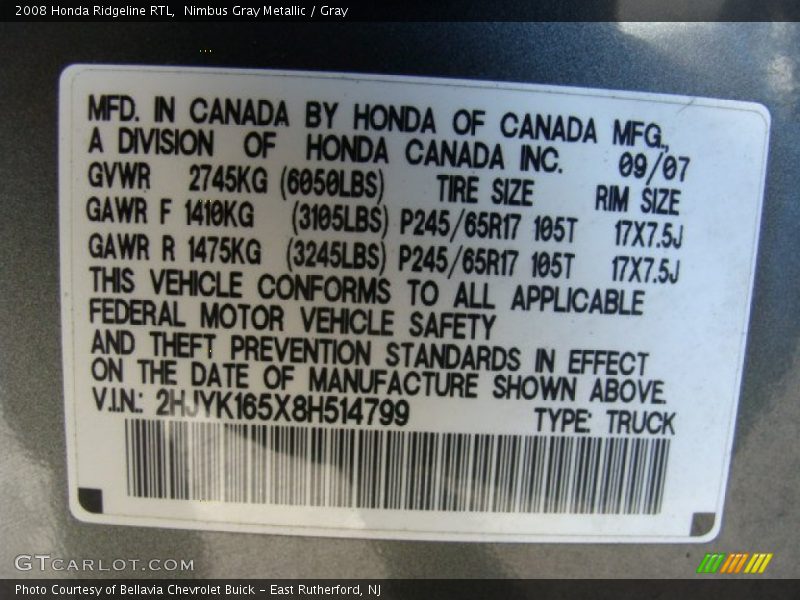 2008 Honda Ridgeline RTL, Nimbus Gray Metallic / Gray
MFD. IN CANADA BY HONDA OF CANADA MFG.,
A DIVISION OF HONDA CANADA INC. 09/07
GVWR 2745KG (6050LBS) TIRE SIZE RIM SIZE
GAWR F 1410KG (3105LBS) P245/65R17 105T 17X7.5J
GAWR R 1475KG (3245LBS) P245/65R17 105T 17X7.5J
THIS VEHICLE CONFORMS TO ALL APPLICABLE
FEDERAL MOTOR VEHICLE SAFETY
AND THEFT PREVENTION STANDARDS IN EFFECT
ON THE DATE OF MANUFACTURE SHOWN ABOVE.
V.I.N.: 2HJYK165X8H514799 TYPE: TRUCK
GTCARLOT.COM
Photo Courtesy of Bellavia Chevrolet Buick - East Rutherford, NJ